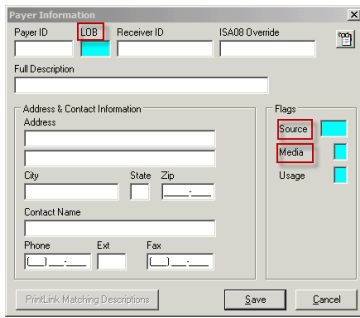 Payer Information
Payer ID LOB Receiver ID ISA08 Override
Full Description
Address & Contact Information
Flags
Address
Source
Media
City State Zip
Usage
Contact Name
Phone Ext Fax
PrintLink Matching Descriptions Save Cancel